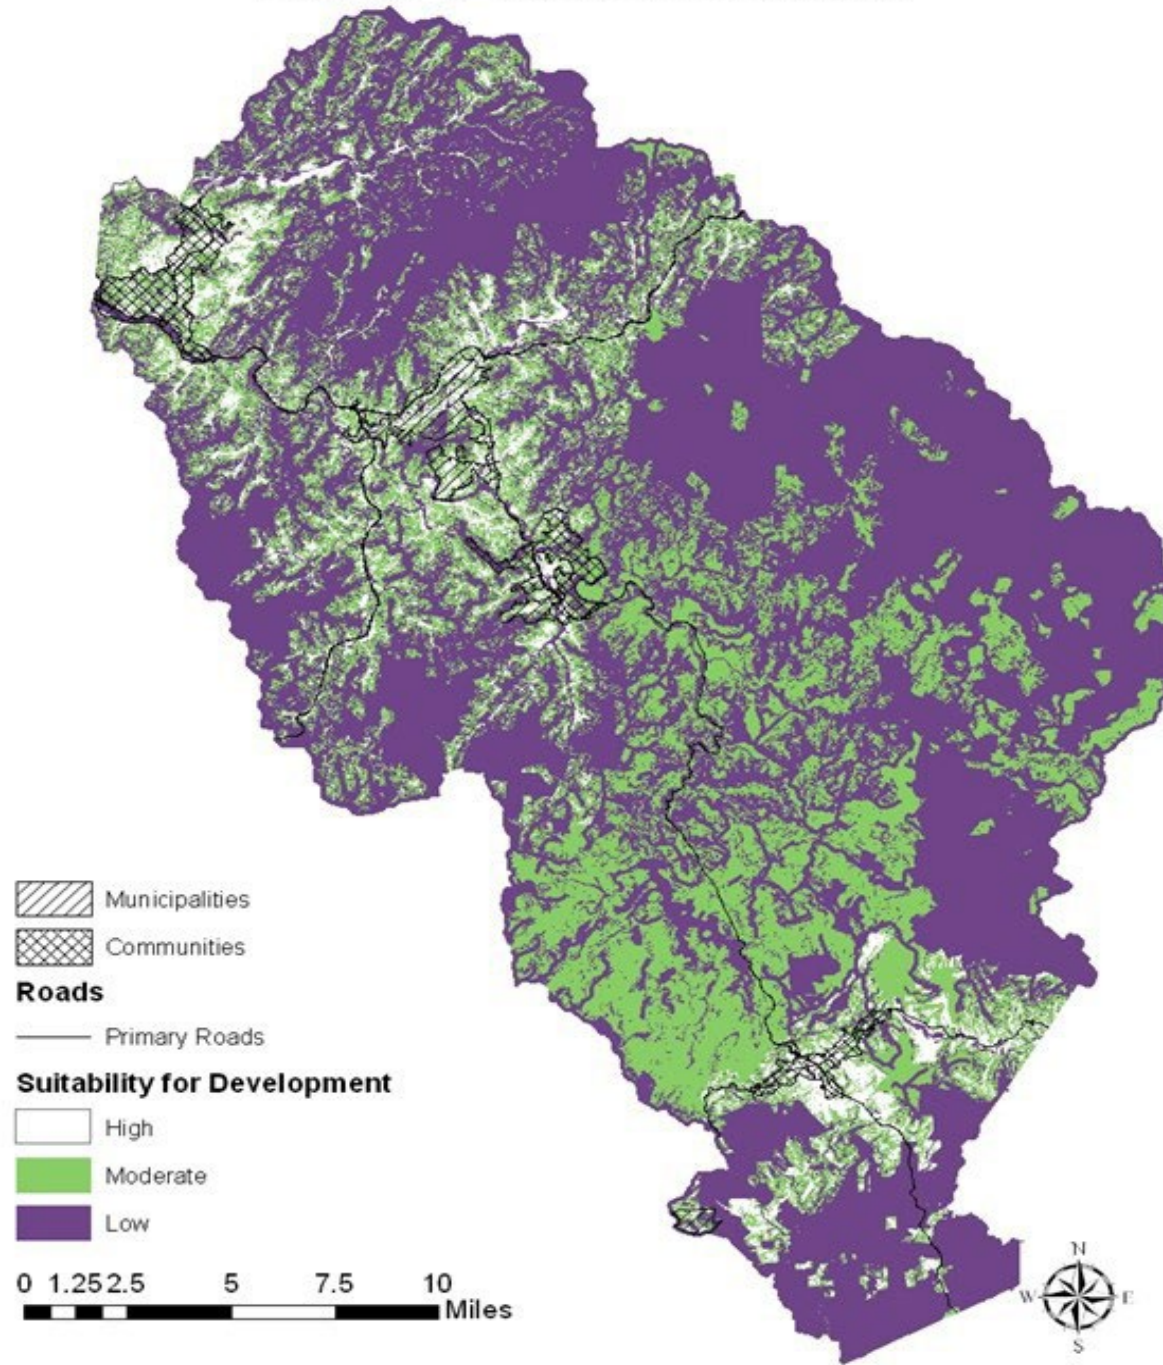 Municipalities
Communities
Roads
Primary Roads
Suitability for Development
High
Moderate
Low
0 1.25 2.5 5 7.5 10
Miles
N
W E
S